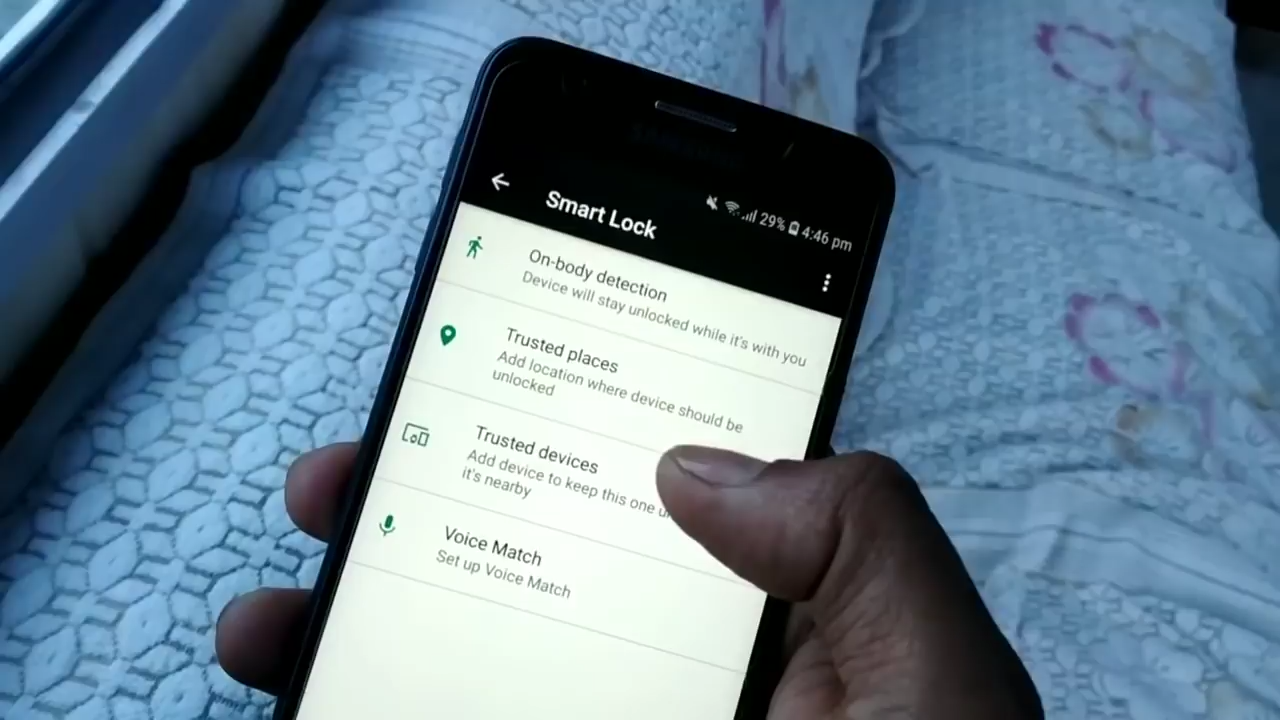 29% 4:46 pm
Smart Lock
On-body detection
Device will stay unlocked while it's with you
Trusted places
Add location where device should be
unlocked
Trusted devices
Add device to keep this one
it's nearby
Voice Match
Set up Voice Match